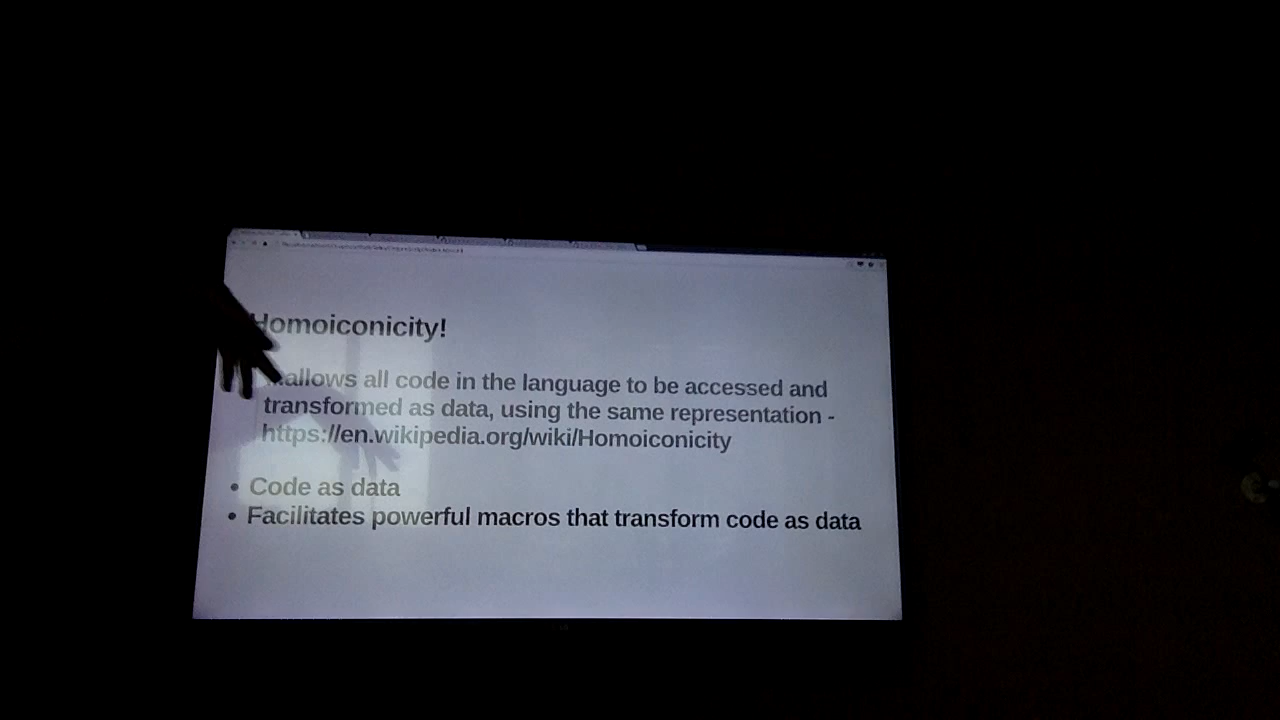 Homoiconicity!
...allows all code in the language to be accessed and
transformed as data, using the same representation -
https://en.wikipedia.org/wiki/Homoiconicity
• Code as data
• Facilitates powerful macros that transform code as data